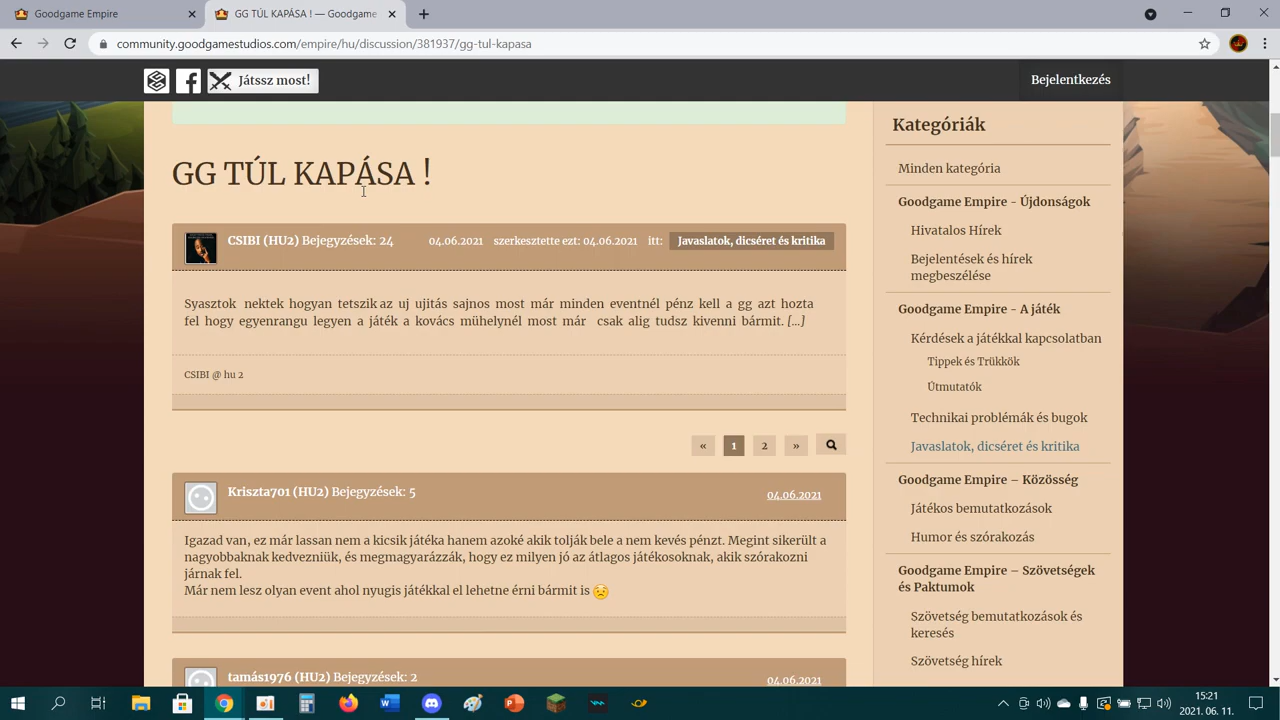 Goodgame Empire
GG TÚL KAPÁSA ! - Goodgame E
community.goodgamestudios.com/empire/hu/discussion/381937/gg-tul-kapasa
Játssz most!
Bejelentkezés
GG TÚL KAPÁSA !
CSIBI (HU2) Bejegyzések: 24 04.06.2021 szerkesztette ezt: 04.06.2021 itt: Javaslatok, dicséret és kritika
Syasztok nektek hogyan tetszik az uj ujitás sajnos most már minden eventnél pénz kell a gg azt hozta
fel hogy egyenrangu legyen a játék a kovács mühelynél most már csak alig tudsz kivenni bármit. [...]
CSIBI @ hu 2
« 1 2 »
Kriszta701 (HU2) Bejegyzések: 5 04.06.2021
Igazad van, ez már lassan nem a kicsik játéka hanem azoké akik tolják bele a nem kevés pénzt. Megint sikerült a
nagyobbaknak kedvezniük, és megmagyarázzák, hogy ez milyen jó az átlagos játékosoknak, akik szórakozni
járnak fel.
Már nem lesz olyan event ahol nyugis játékkal el lehetne érni bármit is
tamás1976 (HU2) Bejegyzések: 2 04.06.2021
Kategóriák
Minden kategória
Goodgame Empire - Újdonságok
Hivatalos Hírek
Bejelentések és hírek
megbeszélése
Goodgame Empire - A játék
Kérdések a játékkal kapcsolatban
Tippek és Trükkök
Útmutatók
Technikai problémák és bugok
Javaslatok, dicséret és kritika
Goodgame Empire – Közösség
Játékos bemutatkozások
Humor és szórakozás
Goodgame Empire – Szövetségek
és Paktumok
Szövetség bemutatkozások és
keresés
Szövetség hírek
15:21
2021. 06. 11.